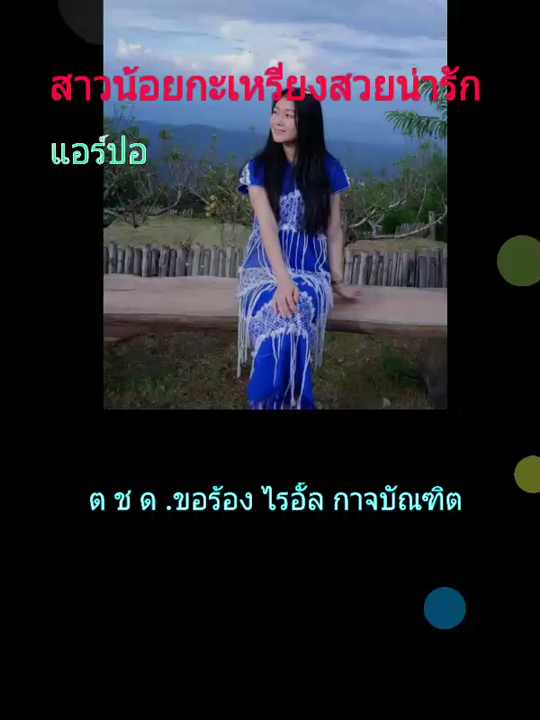 สาวน้อยกะเหรี่ยงสวยน่ารัก
แอร์ปอ
ต ช ด .ขอร้อง ไรอั้ล กาจบัณฑิต